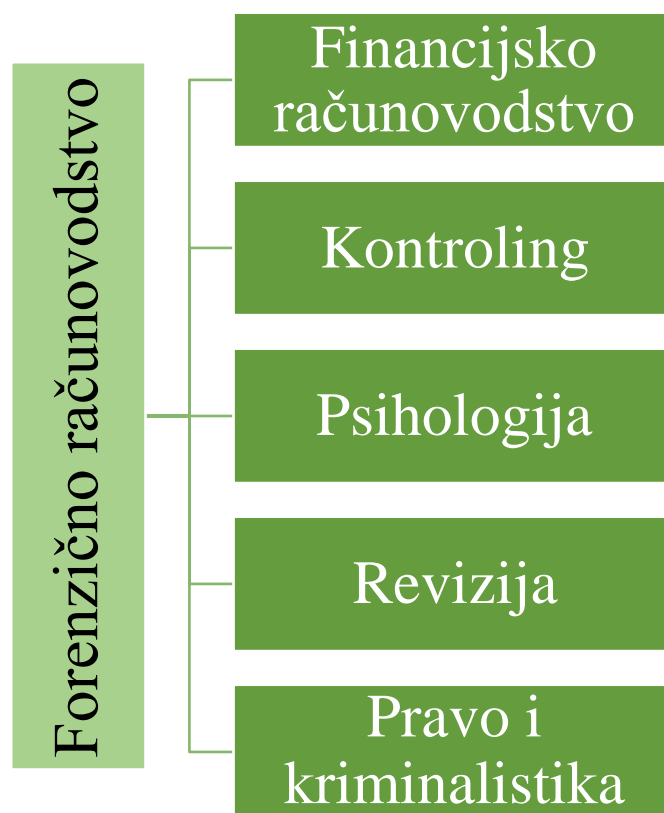 Forenzično računovodstvo
Financijsko
računovodstvo
Kontroling
Psihologija
Revizija
Pravo i
kriminalistika